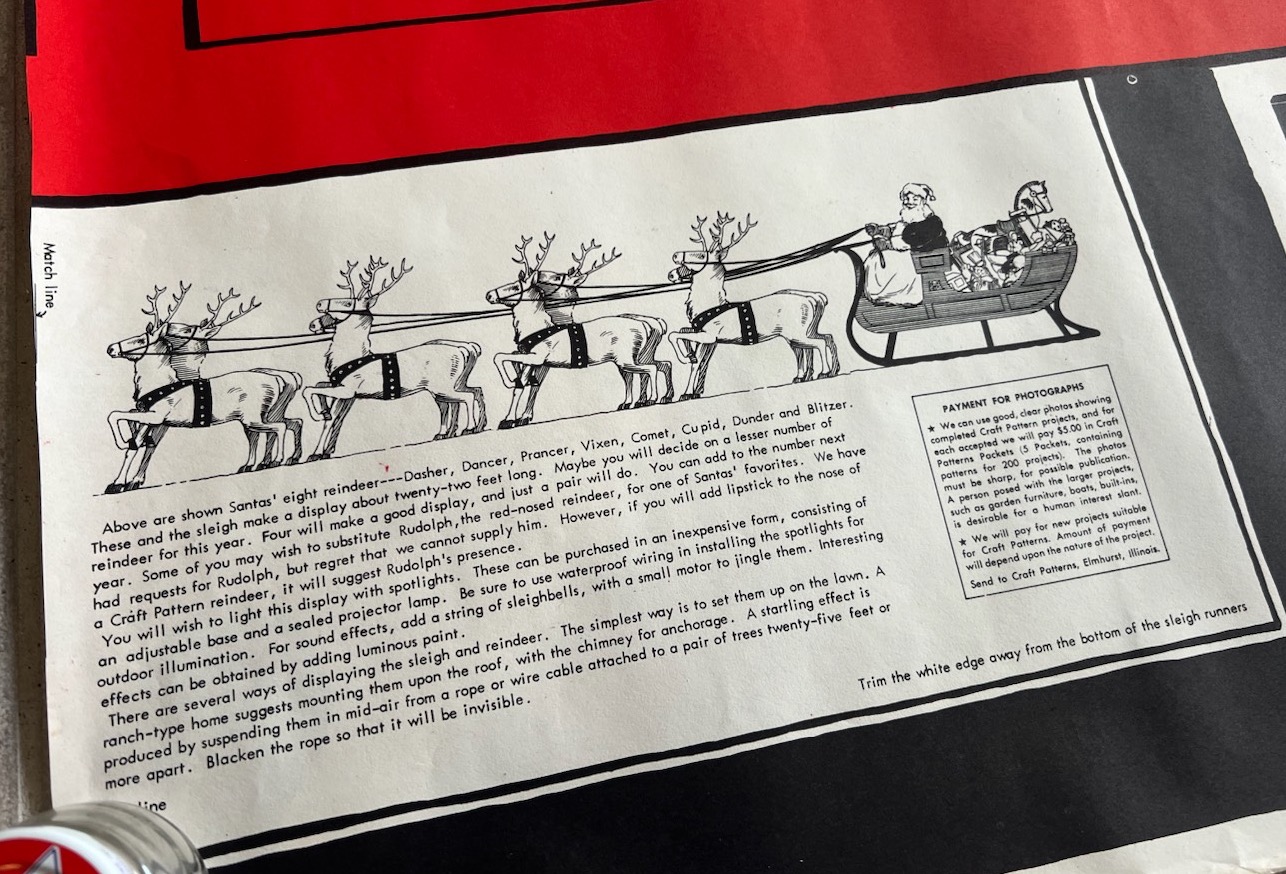 Match line
Above are shown Santas' eight reindeer---Dasher, Dancer, Prancer, Vixen, Comet, Cupid, Dunder and Blitzer.
These and the sleigh make a display about twenty-two feet long. Maybe you will decide on a lesser number of
reindeer for this year. Four will make a good display, and just a pair will do. You can add to the number next
year. Some of you may wish to substitute Rudolph, the red-nosed reindeer, for one of Santas' favorites. We have
had requests for Rudolph, but regret that we cannot supply him. However, if you will add lipstick to the nose of
a Craft Pattern reindeer, it will suggest Rudolph's presence.
You will wish to light this display with spotlights. These can be purchased in an inexpensive form, consisting of
an adjustable base and a sealed projector lamp. Be sure to use waterproof wiring in installing the spotlights for
outdoor illumination. For sound effects, add a string of sleighbells, with a small motor to jingle them. Interesting
effects can be obtained by adding luminous paint.
There are several ways of displaying the sleigh and reindeer. The simplest way is to set them up on the lawn. A
ranch-type home suggests mounting them upon the roof, with the chimney for anchorage. A startling effect is
produced by suspending them in mid-air from a rope or wire cable attached to a pair of trees twenty-five feet or
more apart. Blacken the rope so that it will be invisible.
PAYMENT FOR PHOTOGRAPHS
★ We can use good, clear photos showing
completed Craft Pattern projects, and for
each accepted we will pay $5.00 in Craft
Patterns Packets (5 Packets, containing
patterns for 200 projects). The photos
must be sharp, for possible publication.
A person posed with the larger projects,
such as garden furniture, boats, built-ins,
is desirable for a human interest slant.
★ We will pay for new projects suitable
for Craft Patterns. Amount of payment
will depend upon the nature of the project.
Send to Craft Patterns, Elmhurst, Illinois.
Trim the white edge away from the bottom of the sleigh runners
line